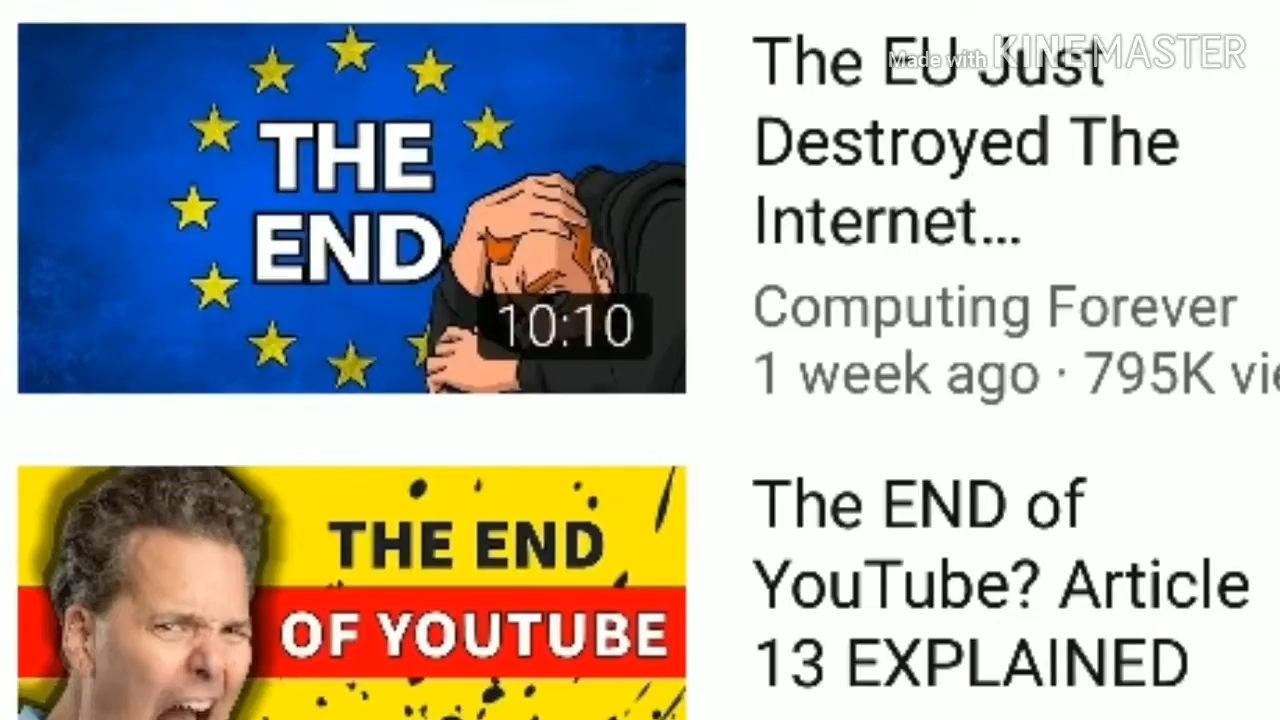 Made with KINEMASTER
THE
END
10:10
The EU Just
Destroyed The
Internet...
Computing Forever
1 week ago · 795K
THE END
OF YOUTUBE
The END of
YouTube? Article
13 EXPLAINED